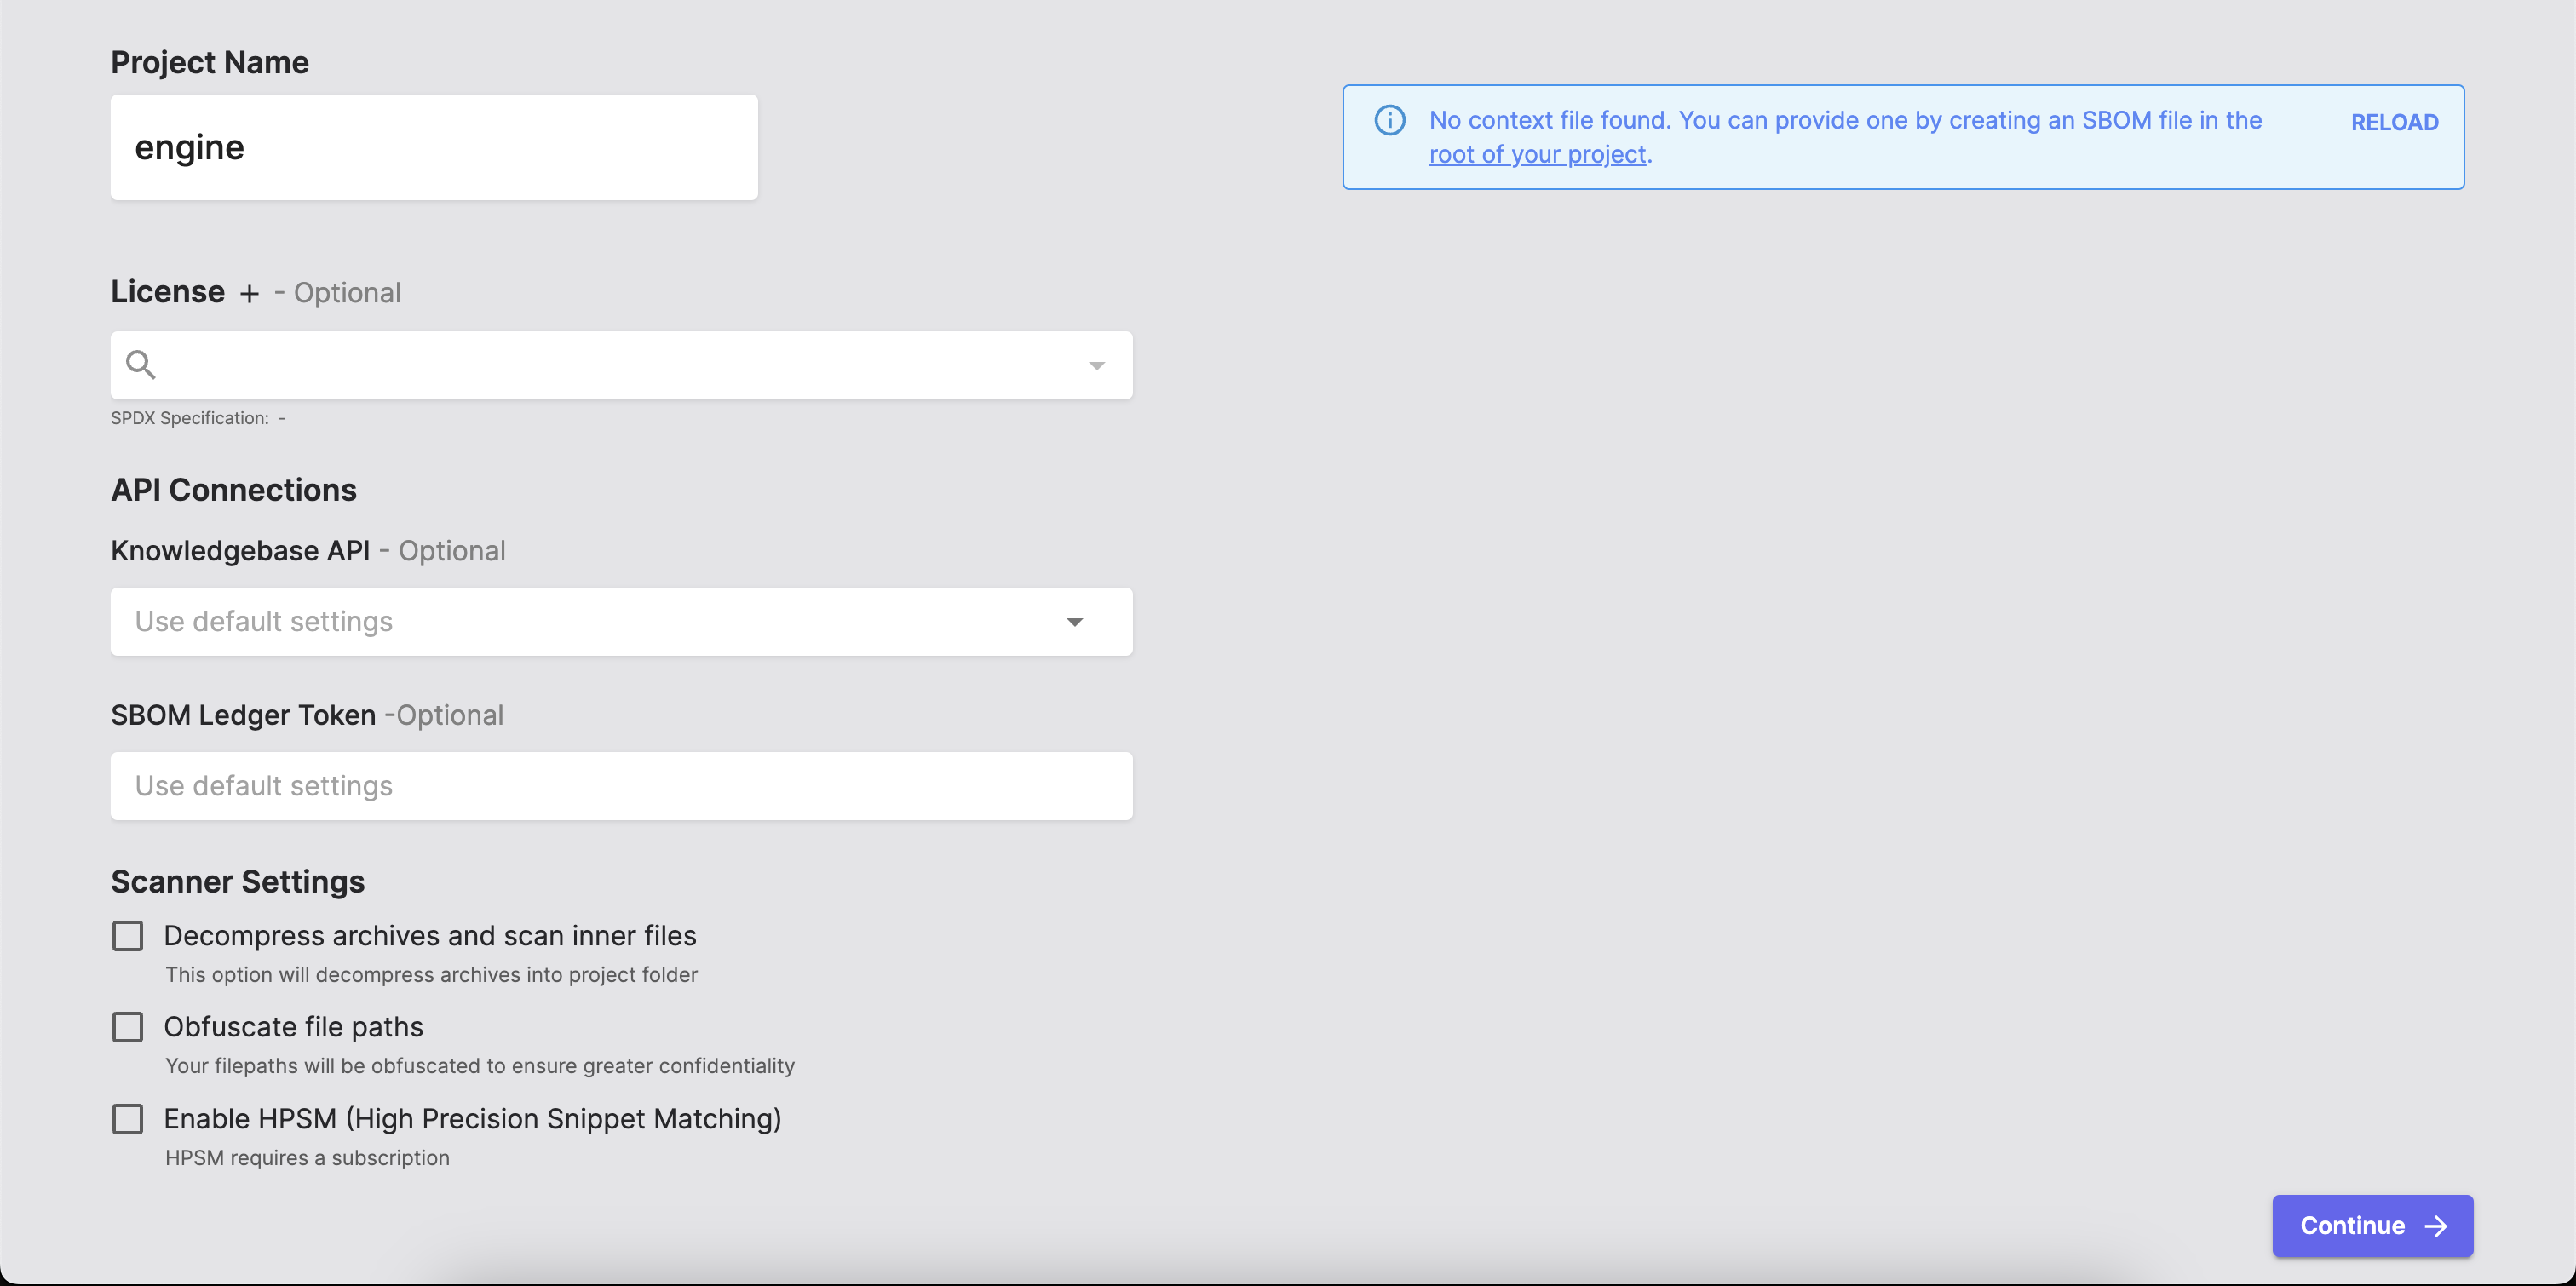 Project Name
engine
No context file found. You can provide one by creating an SBOM file in the
root of your project.
RELOAD
License + - Optional
SPDX Specification: -
API Connections
Knowledgebase API - Optional
Use default settings
SBOM Ledger Token -Optional
Use default settings
Scanner Settings
Decompress archives and scan inner files
This option will decompress archives into project folder
Obfuscate file paths
Your filepaths will be obfuscated to ensure greater confidentiality
Enable HPSM (High Precision Snippet Matching)
HPSM requires a subscription
Continue